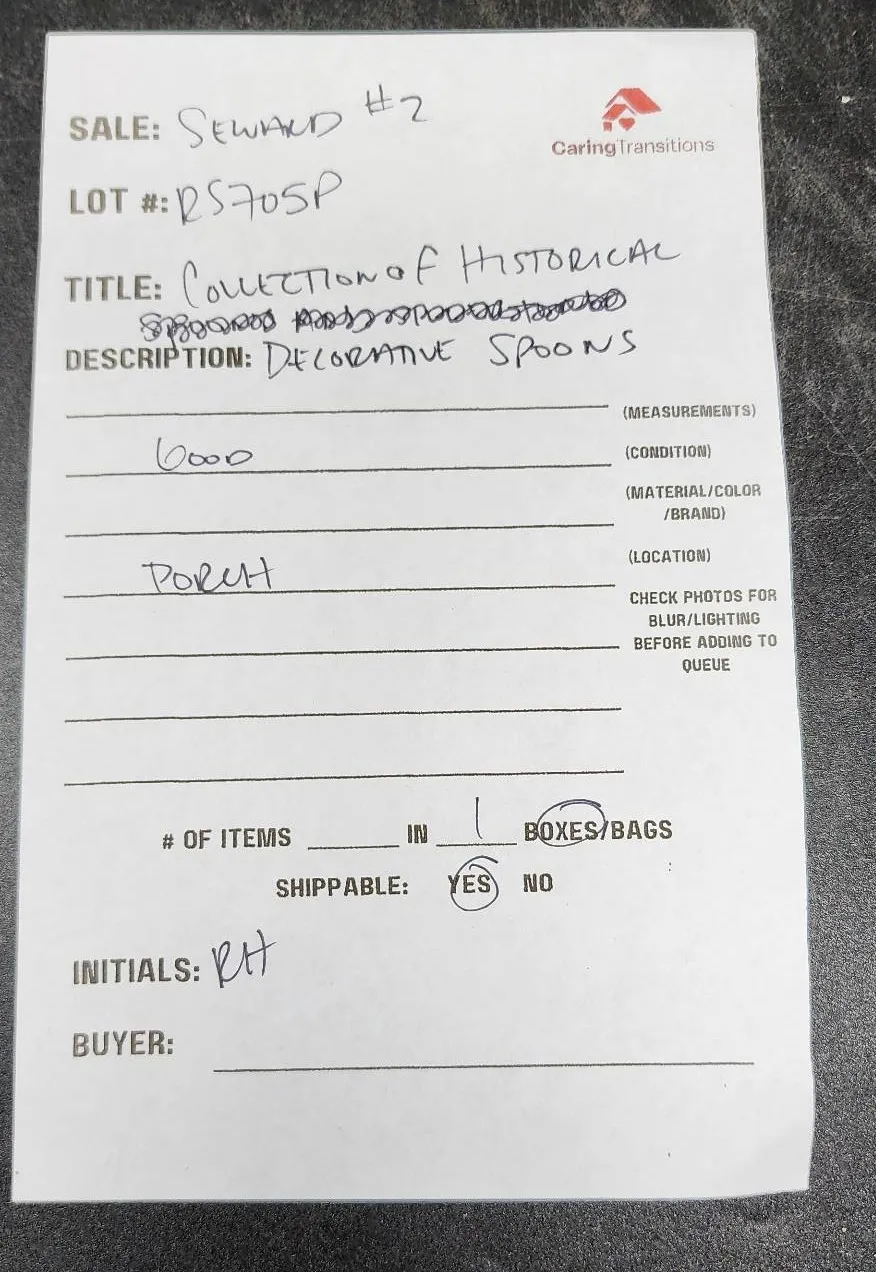 SALE: SEWARD #2
CaringTransitions
LOT #: RS705P
TITLE: COLLECTION OF HISTORICAL
DESCRIPTION: DECORATIVE SPOONS
(MEASUREMENTS)
GOOD (CONDITION)
(MATERIAL/COLOR
/BRAND)
PORCH (LOCATION)
CHECK PHOTOS FOR
BLUR/LIGHTING
BEFORE ADDING TO
QUEUE
# OF ITEMS IN 1 BOXES/BAGS
SHIPPABLE: YES NO
INITIALS: RH
BUYER: